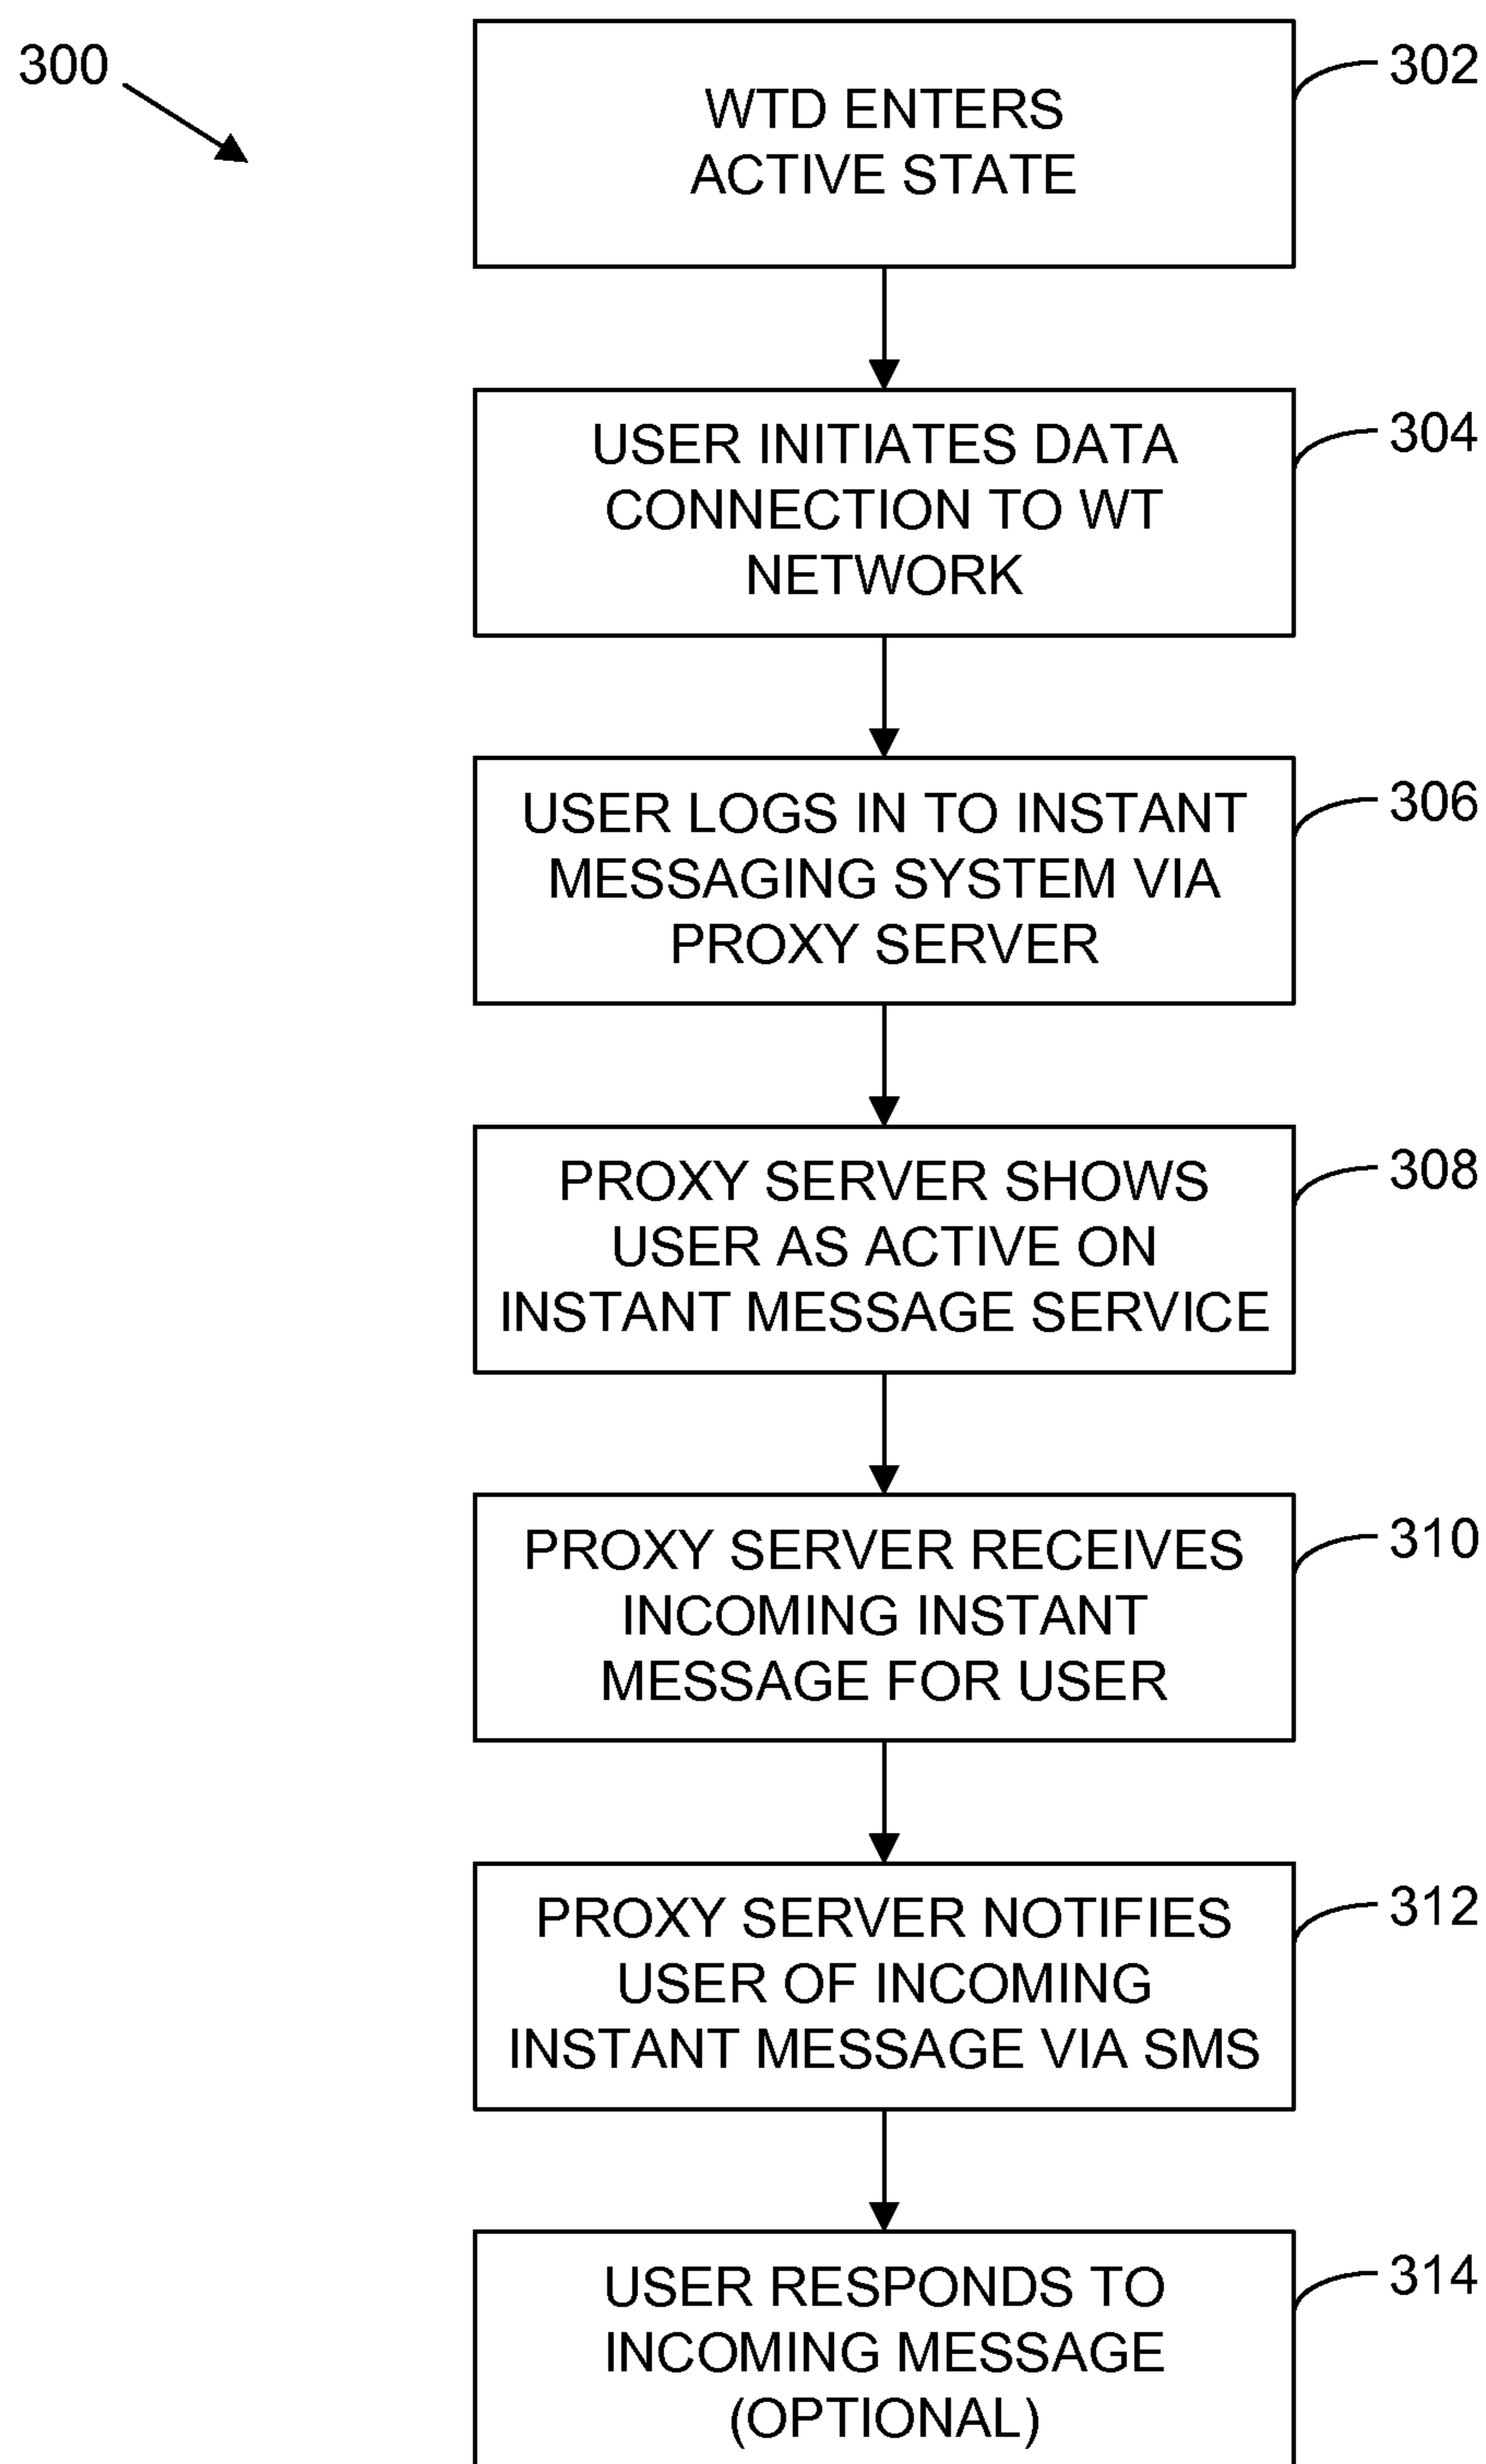 300
302
WTD ENTERS
ACTIVE STATE
304
USER INITIATES DATA
CONNECTION TO WT
NETWORK
306
USER LOGS IN TO INSTANT
MESSAGING SYSTEM VIA
PROXY SERVER
308
PROXY SERVER SHOWS
USER AS ACTIVE ON
INSTANT MESSAGE SERVICE
310
PROXY SERVER RECEIVES
INCOMING INSTANT
MESSAGE FOR USER
312
PROXY SERVER NOTIFIES
USER OF INCOMING
INSTANT MESSAGE VIA SMS
314
USER RESPONDS TO
INCOMING MESSAGE
(OPTIONAL)